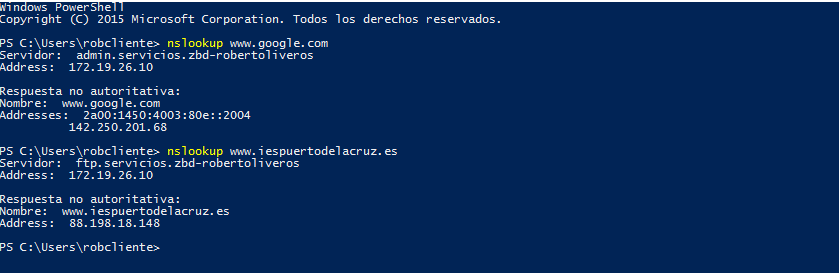 Windows PowerShell
Copyright (C) 2015 Microsoft Corporation. Todos los derechos reservados.
PS C:\Users\robcliente> nslookup www.google.com
Servidor:  admin.servicios.zbd-robertoliveros
Address:  172.19.26.10
Respuesta no autoritativa:
Nombre:  www.google.com
Addresses:  2a00:1450:4003:80e::2004
142.250.201.68
PS C:\Users\robcliente> nslookup www.iespuertodelacruz.es
Servidor:  ftp.servicios.zbd-robertoliveros
Address:  172.19.26.10
Respuesta no autoritativa:
Nombre:  www.iespuertodelacruz.es
Address:  88.198.18.148
PS C:\Users\robcliente>